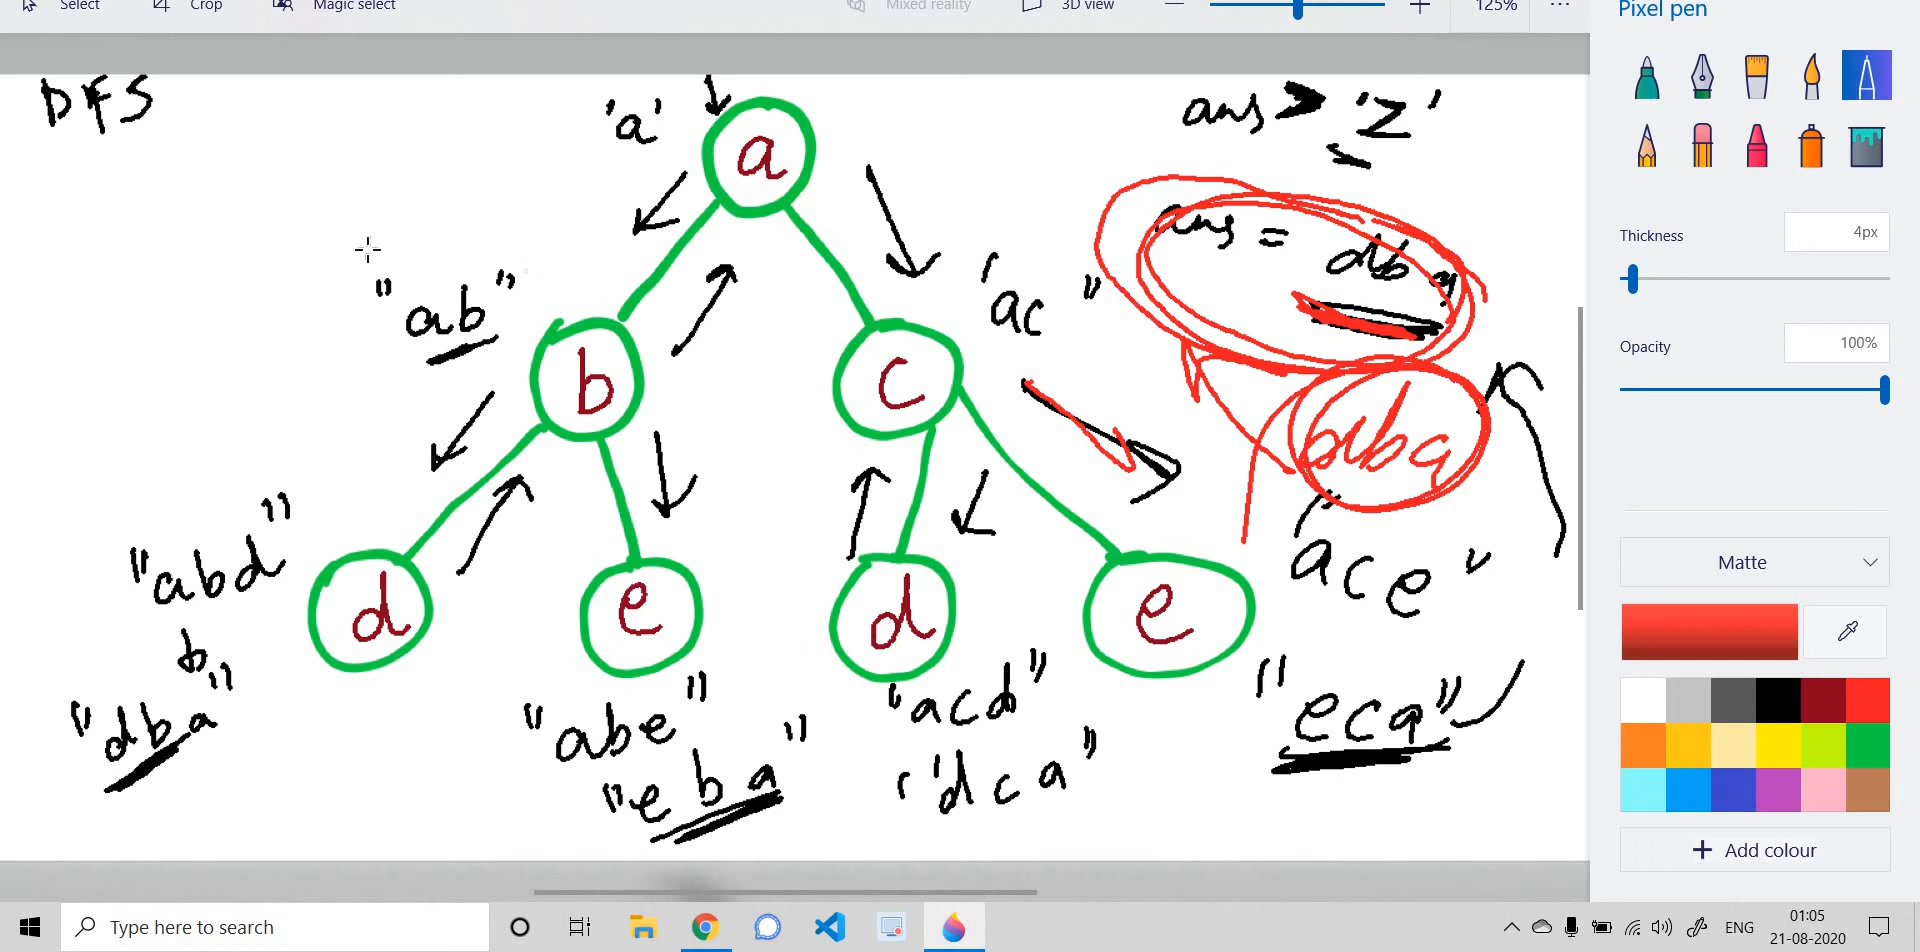 Select
Crop
Magic select
Mixed reality
3D view
125%
Pixel pen
DFS
'a'
a
ans > 'z'
ans = dba
"ab"
'ac"
b
c
dba
"abd"
d
e
d
e
"ace"
b
"dba"
"abe"
"eba"
'acd"
"dca"
"eca"
Thickness
4px
Opacity
100%
Matte
Add colour
Type here to search
ENG
01:05
21-08-2020